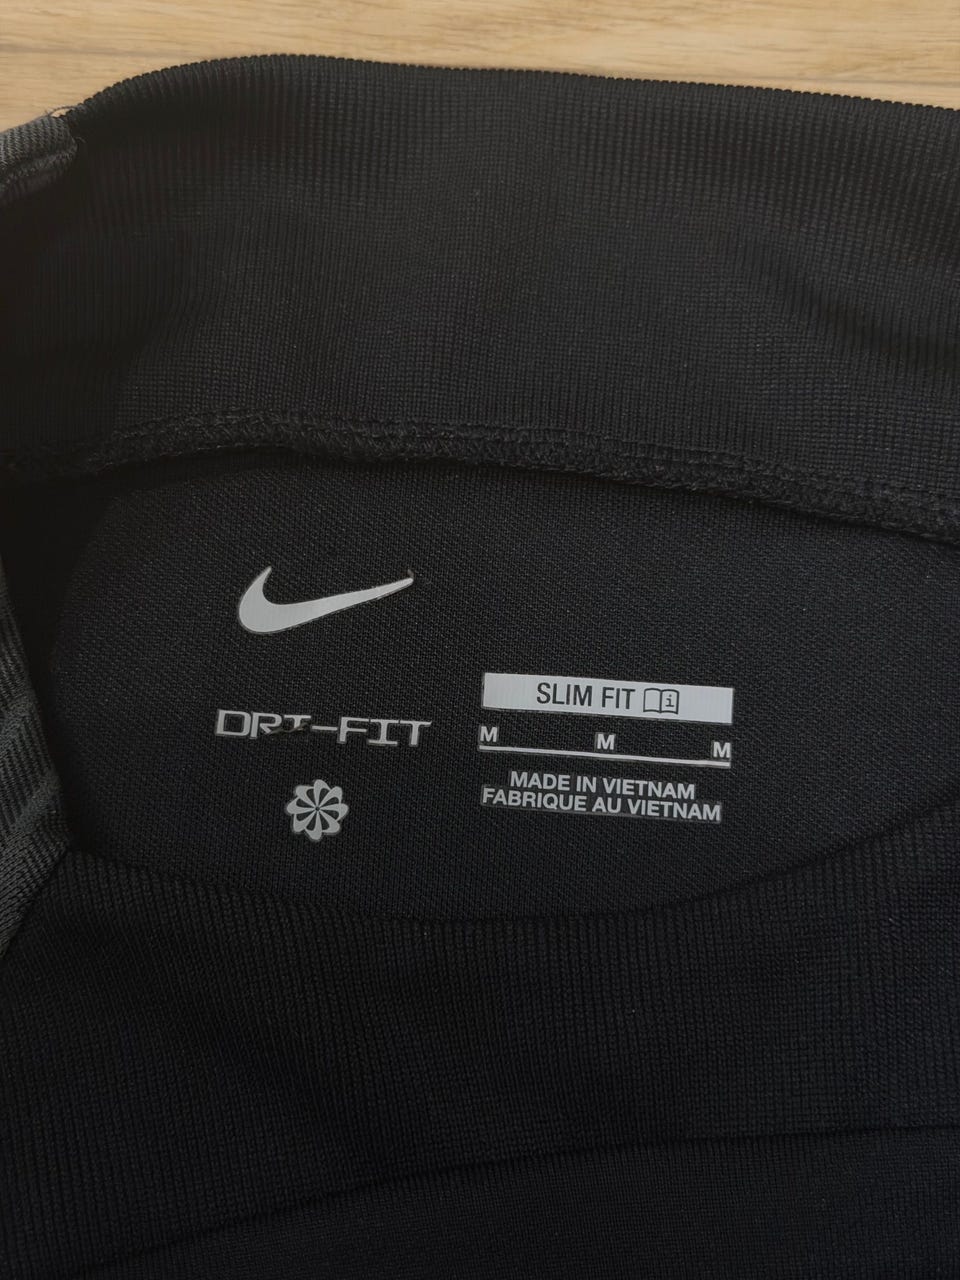 DRI-FIT
SLIM FIT
M M M
MADE IN VIETNAM
FABRIQUE AU VIETNAM